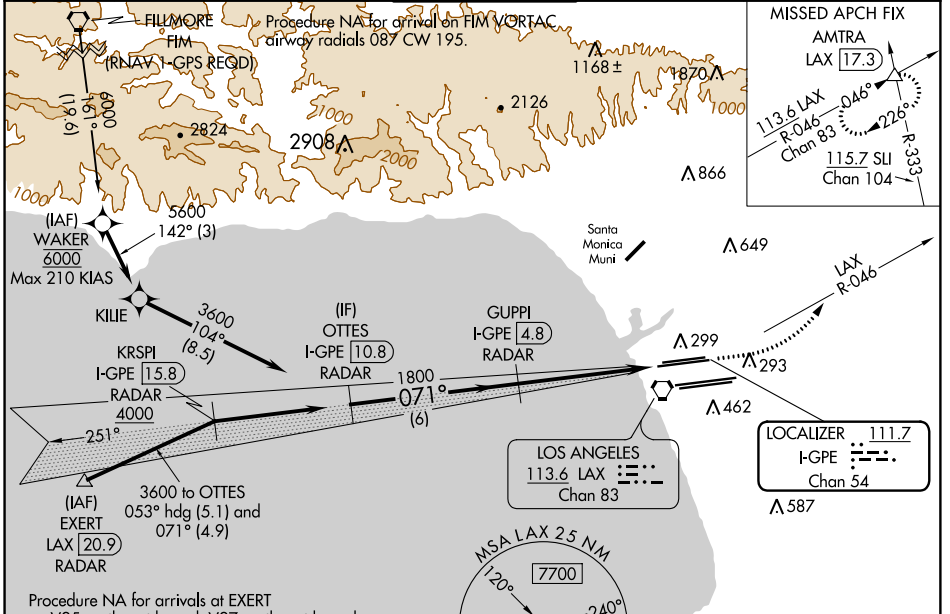 FILLMORE
FIM
(RNAV 1-GPS REQD)
Procedure NA for arrival on FIM VORTAC
airway radials 087 CW 195.
6000
161°
(19.6)
1000
2824
2908
2000
2126
1168 ±
1870
1000
866
1000
MISSED APCH FIX
AMTRA
LAX 17.3
113.6 LAX
R-046
Chan 83
046°
226°
R-333
115.7 SLI
Chan 104
(IAF)
WAKER
6000
Max 210 KIAS
5600
142° (3)
KILIE
3600
104°
(8.5)
Santa
Monica
Muni
649
LAX
R-046
KRSPI
I-GPE 15.8
RADAR
4000
(IF)
OTTES
I-GPE 10.8
RADAR
GUPPI
I-GPE 4.8
RADAR
1800
071°
(6)
299
293
462
251°
(IAF)
EXERT
LAX 20.9
RADAR
3600 to OTTES
053° hdg (5.1) and
071° (4.9)
LOS ANGELES
113.6 LAX
Chan 83
LOCALIZER 111.7
I-GPE
Chan 54
587
MSA LAX 25 NM
120°
7700
240°
Procedure NA for arrivals at EXERT